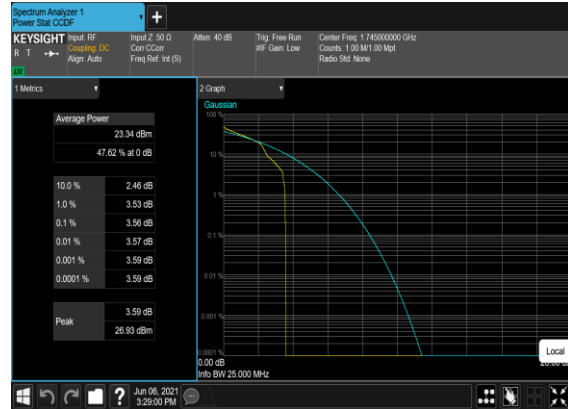 Spectrum Analyzer 1
Power Stat CCDF
KEYSIGHT
R T
Input: RF
Coupling: DC
Align: Auto
Input Z: 50 Ω
Corr CCorr
Freq Ref: Int (S)
Atten: 40 dB
Trig: Free Run
#IF Gain: Low
Center Freq: 1.745000000 GHz
Counts: 1.00 M/1.00 Mpt
Radio Std: None
1 Metrics
Average Power
23.34 dBm
47.62 % at 0 dB
10.0 % 2.46 dB
1.0 % 3.53 dB
0.1 % 3.56 dB
0.01 % 3.57 dB
0.001 % 3.59 dB
0.0001 % 3.59 dB
Peak
3.59 dB
26.93 dBm
2 Graph
Gaussian
100 %
10 %
1 %
0.1 %
0.01 %
0.001 %
0.0001 %
0.00 dB
Info BW 25.000 MHz
Local
?
Jun 06, 2021
3:29:00 PM